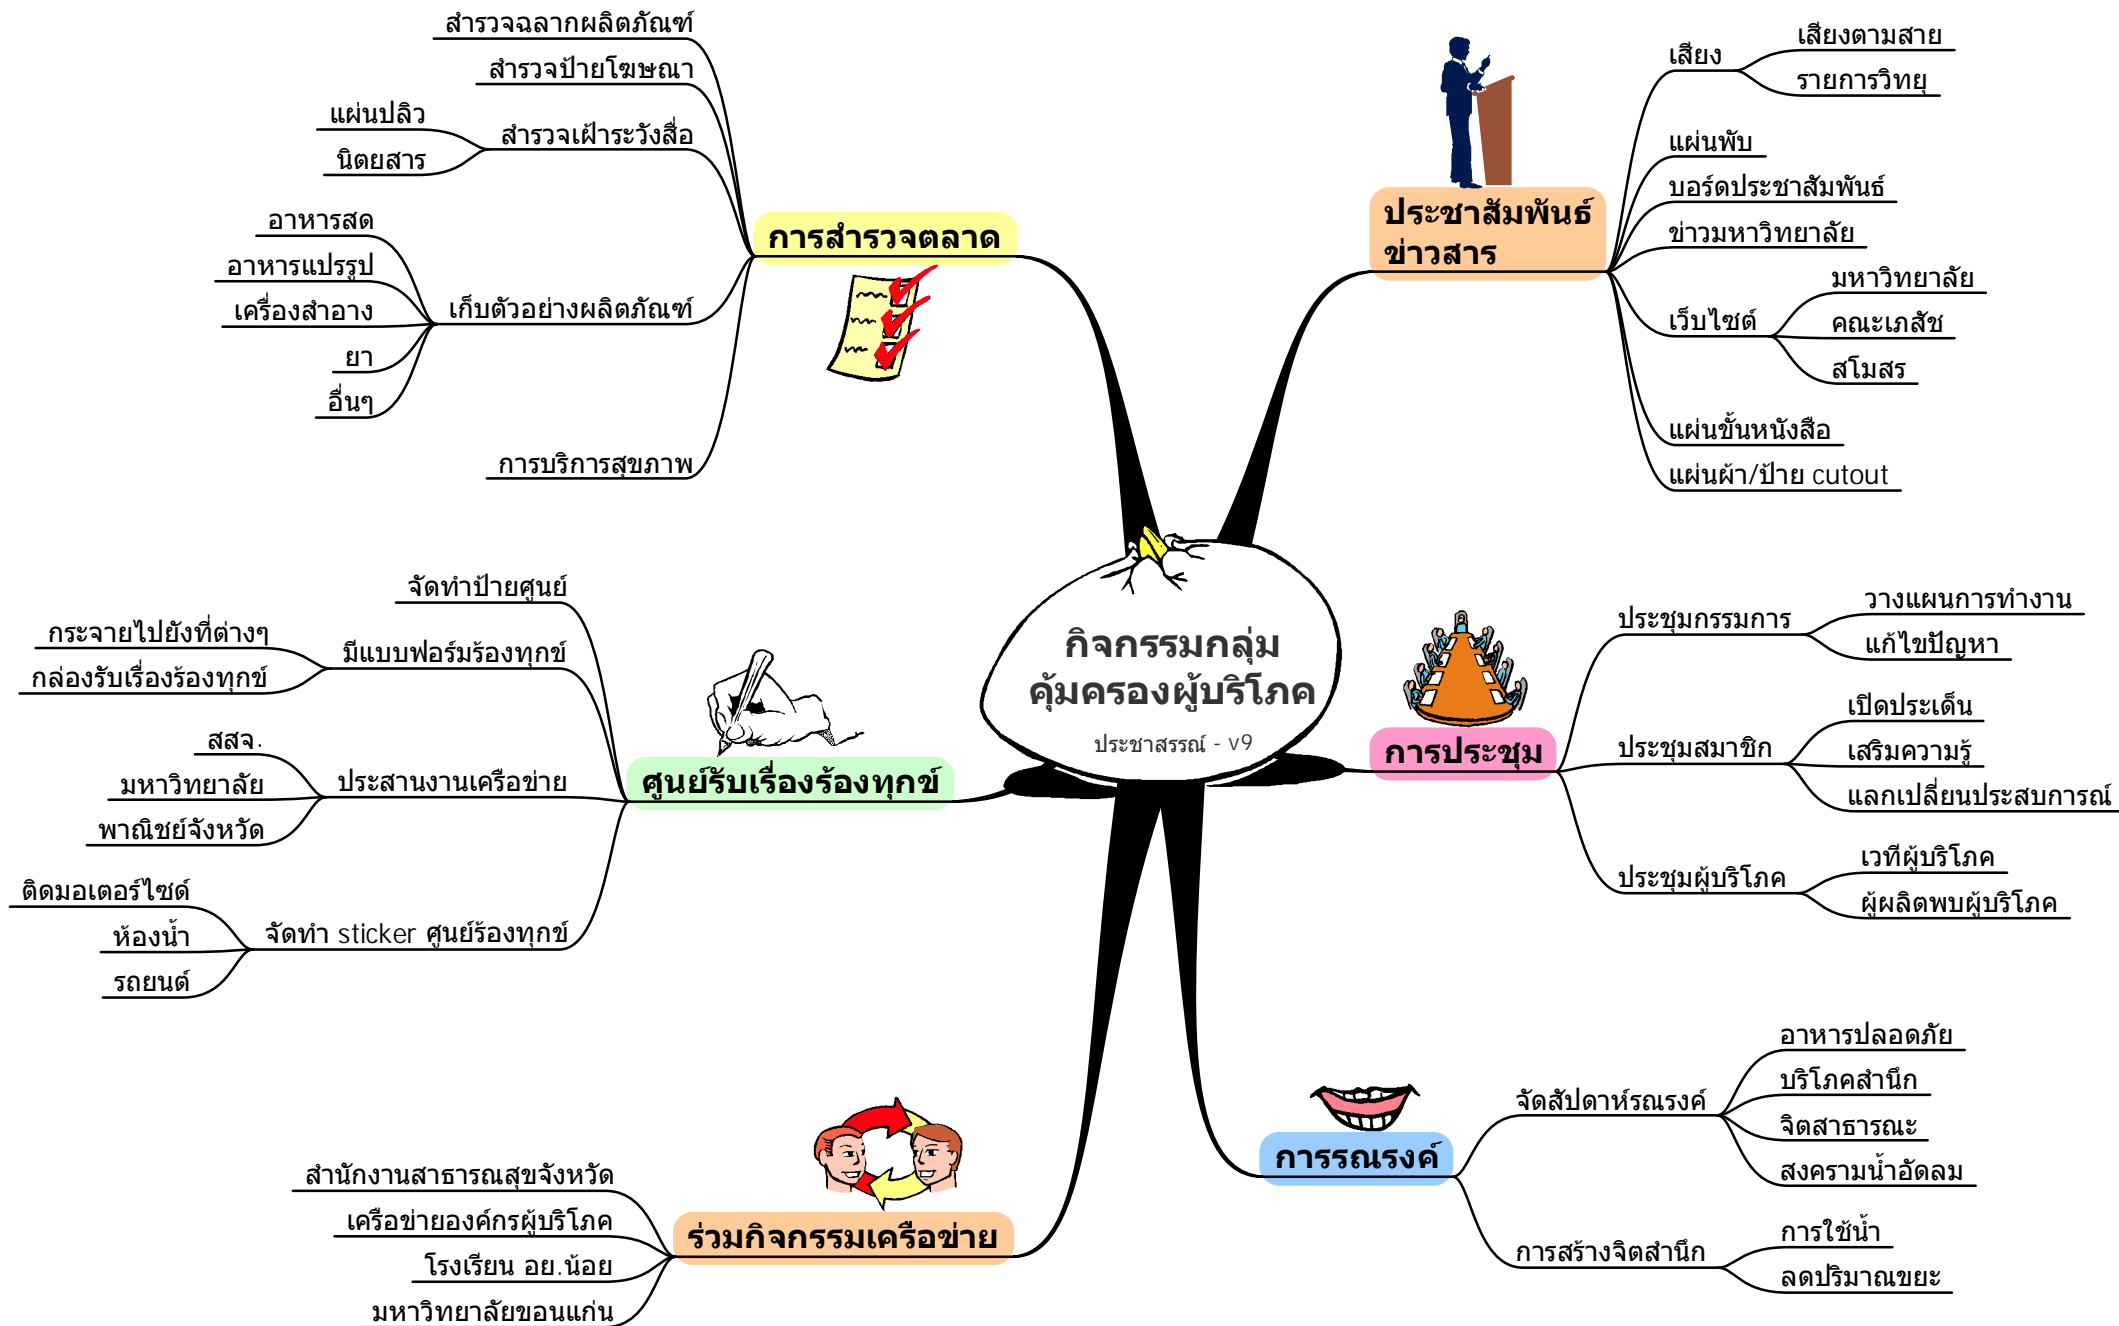 กิจกรรมกลุ่ม
คุ้มครองผู้บริโภค
ประชาสรรณ์ - v9
ประชาสัมพันธ์
ข่าวสาร
เสียง
เสียงตามสาย
รายการวิทยุ
แผ่นพับ
บอร์ดประชาสัมพันธ์
ข่าวมหาวิทยาลัย
เว็บไซต์
มหาวิทยาลัย
คณะเภสัช
สโมสร
แผ่นขั้นหนังสือ
แผ่นผ้า/ป้าย cutout
การประชุม
ประชุมกรรมการ
วางแผนการทำงาน
แก้ไขปัญหา
ประชุมสมาชิก
เปิดประเด็น
เสริมความรู้
แลกเปลี่ยนประสบการณ์
ประชุมผู้บริโภค
เวทีผู้บริโภค
ผู้ผลิตพบผู้บริโภค
การรณรงค์
จัดสัปดาห์รณรงค์
อาหารปลอดภัย
บริโภคสำนึก
จิตสาธารณะ
สงครามน้ำอัดลม
การสร้างจิตสำนึก
การใช้น้ำ
ลดปริมาณขยะ
ร่วมกิจกรรมเครือข่าย
สำนักงานสาธารณสุขจังหวัด
เครือข่ายองค์กรผู้บริโภค
โรงเรียน อย.น้อย
มหาวิทยาลัยขอนแก่น
ศูนย์รับเรื่องร้องทุกข์
จัดทำป้ายศูนย์
มีแบบฟอร์มร้องทุกข์
กระจายไปยังที่ต่างๆ
กล่องรับเรื่องร้องทุกข์
ประสานงานเครือข่าย
สสจ.
มหาวิทยาลัย
พาณิชย์จังหวัด
จัดทำ sticker ศูนย์ร้องทุกข์
ติดมอเตอร์ไซด์
ห้องน้ำ
รถยนต์
การสำรวจตลาด
สำรวจฉลากผลิตภัณฑ์
สำรวจป้ายโฆษณา
สำรวจเฝ้าระวังสื่อ
แผ่นปลิว
นิตยสาร
เก็บตัวอย่างผลิตภัณฑ์
อาหารสด
อาหารแปรรูป
เครื่องสำอาง
ยา
อื่นๆ
การบริการสุขภาพ